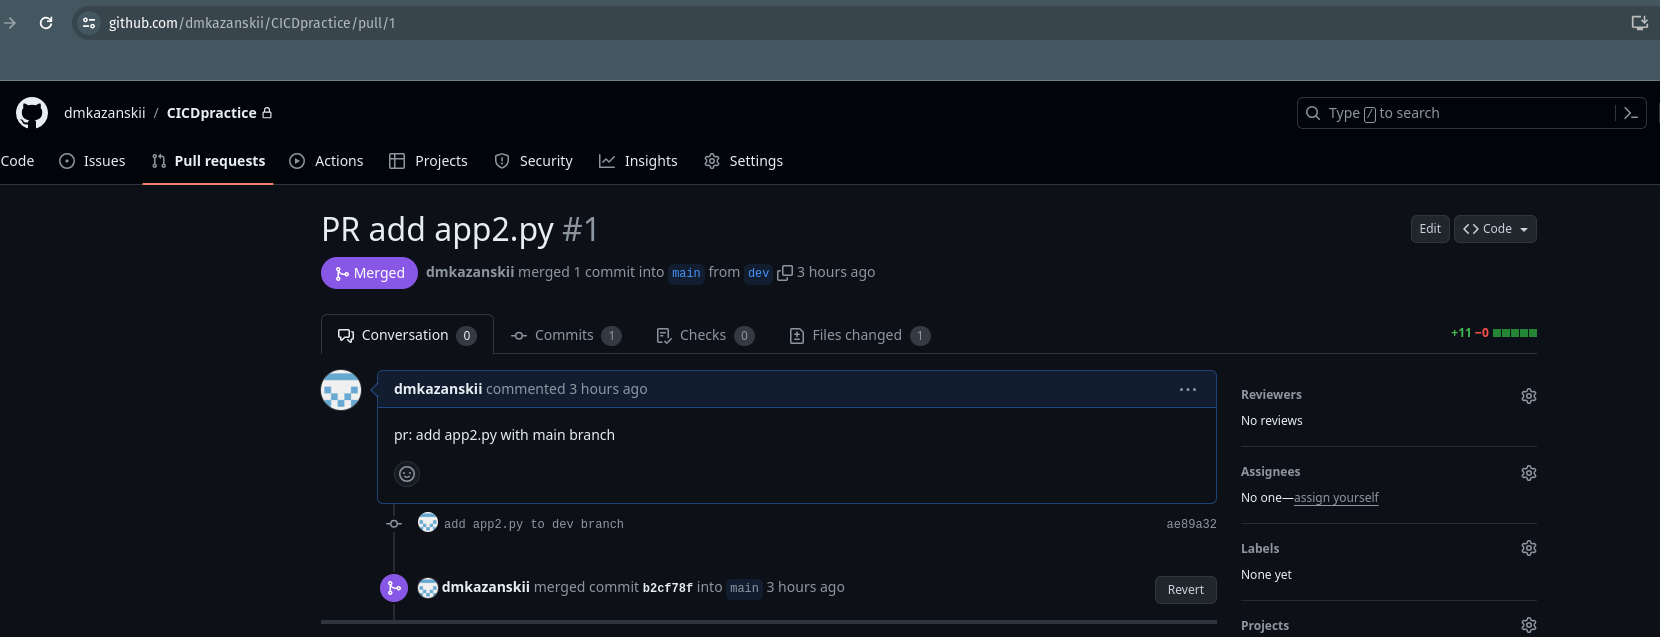 github.com/dmkazanskii/CICDpractice/pull/1
dmkazanskii / CICDpractice
Type / to search
Code Issues Pull requests Actions Projects Security Insights Settings
PR add app2.py #1
Edit Code
Merged dmkazanskii merged 1 commit into main from dev 3 hours ago
Conversation 0 Commits 1 Checks 0 Files changed 1
+11 −0
dmkazanskii commented 3 hours ago
pr: add app2.py with main branch
add app2.py to dev branch ae89a32
dmkazanskii merged commit b2cf78f into main 3 hours ago
Revert
Reviewers
No reviews
Assignees
No one—assign yourself
Labels
None yet
Projects